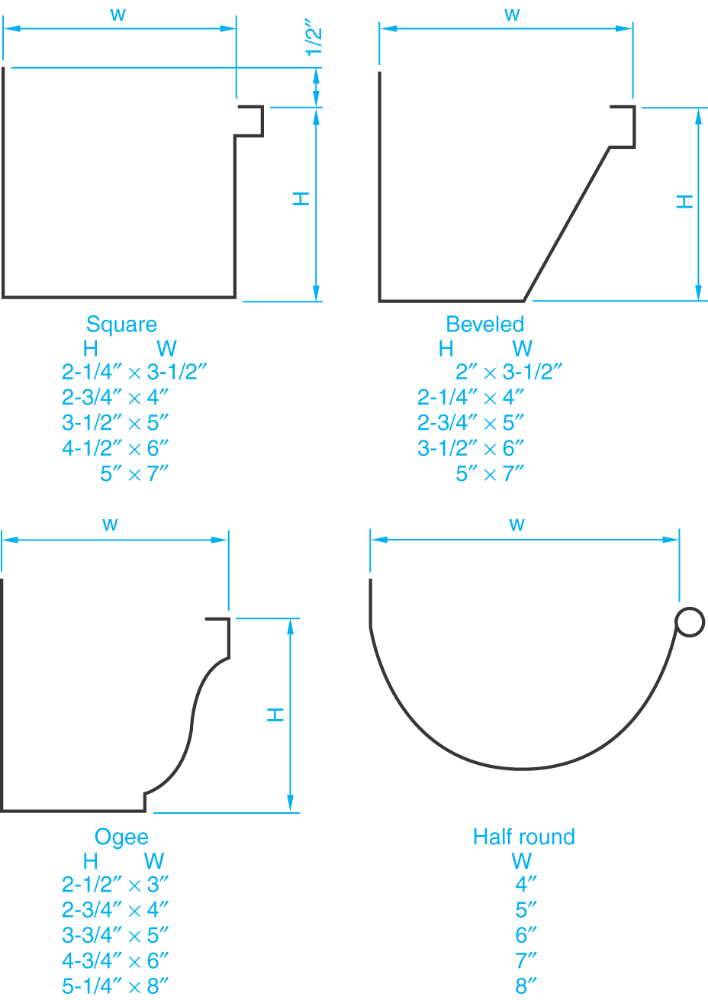 w
1/2″
H
Square
H W
2-1/4″ × 3-1/2″
2-3/4″ × 4″
3-1/2″ × 5″
4-1/2″ × 6″
5″ × 7″
w
H
Beveled
H W
2″ × 3-1/2″
2-1/4″ × 4″
2-3/4″ × 5″
3-1/2″ × 6″
5″ × 7″
w
H
Ogee
H W
2-1/2″ × 3″
2-3/4″ × 4″
3-3/4″ × 5″
4-3/4″ × 6″
5-1/4″ × 8″
w
Half round
W
4″
5″
6″
7″
8″